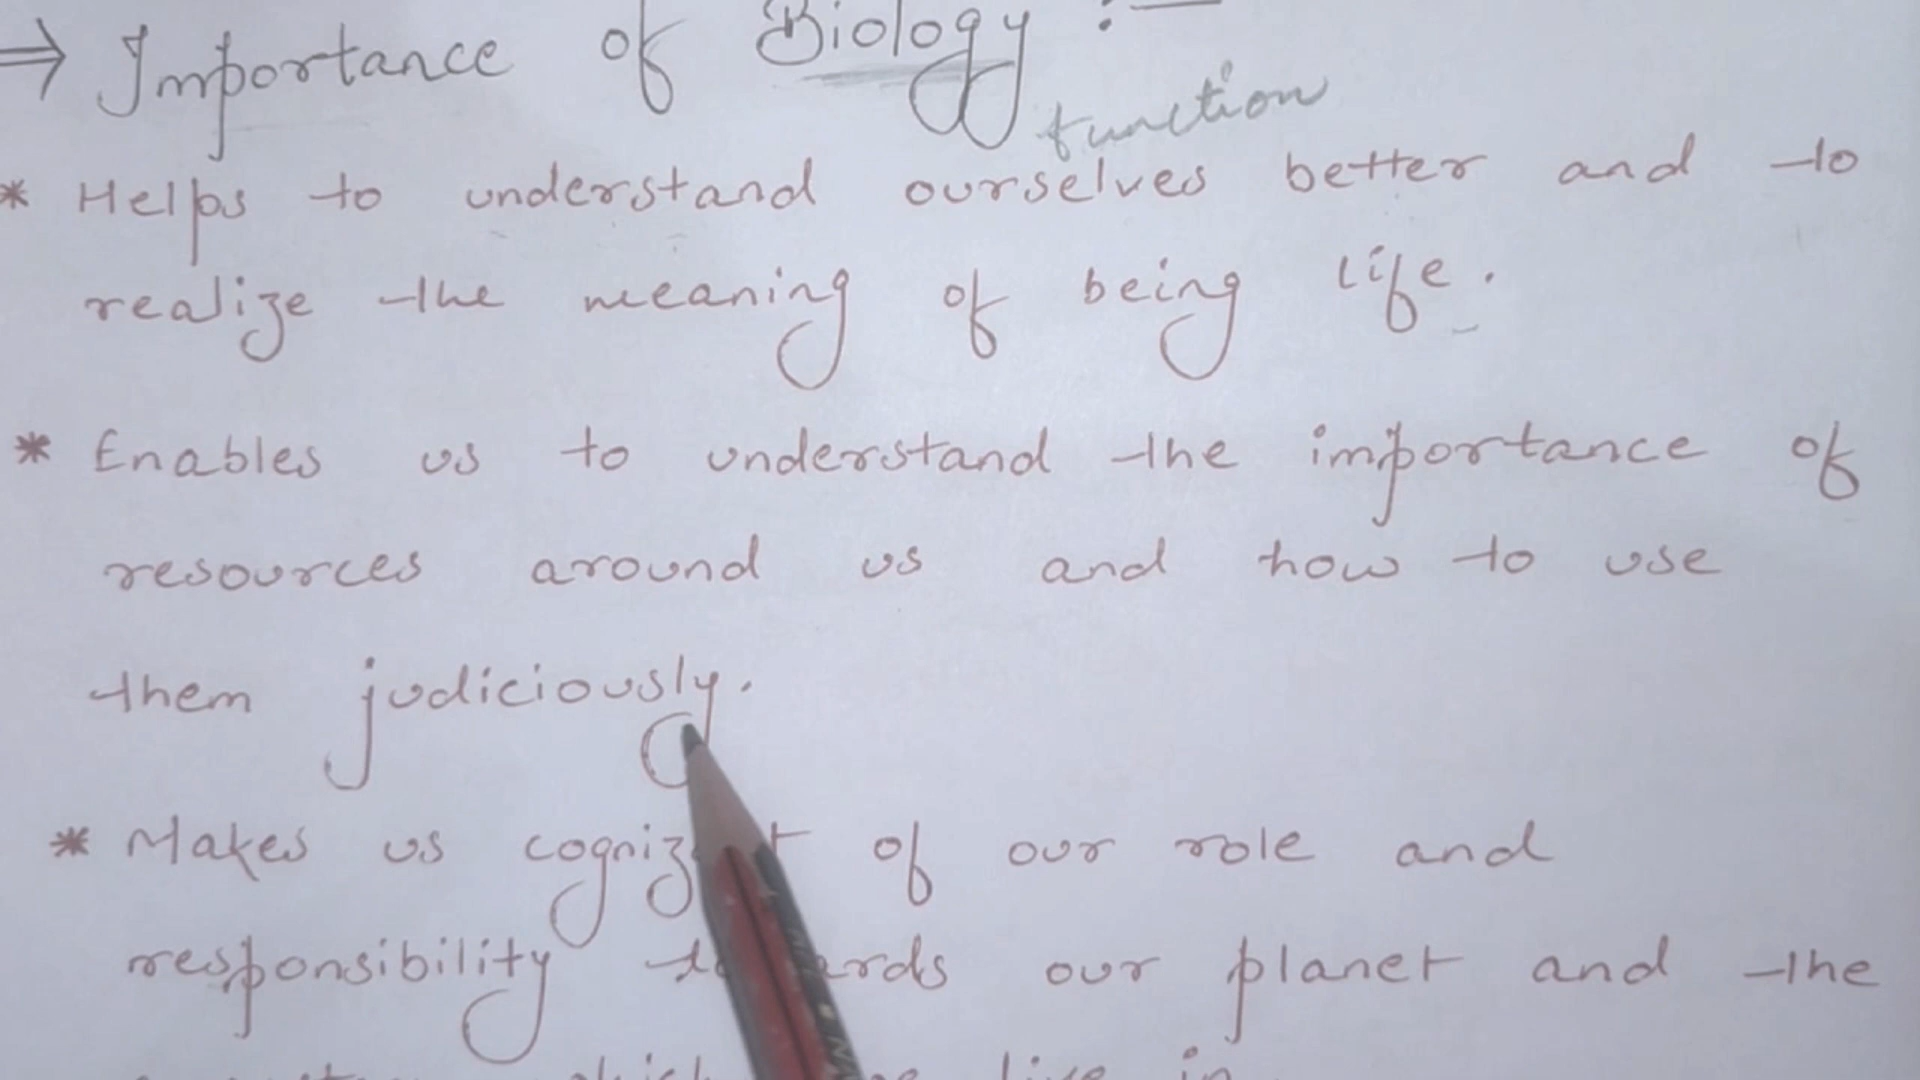 ⇒ Importance of Biology :-
function
* Helps to understand ourselves better and to
realize the meaning of being life.
* Enables us to understand the importance of
resources around us and how to use
them judiciously.
* Makes us of our role and
responsibility our planet and the
live in